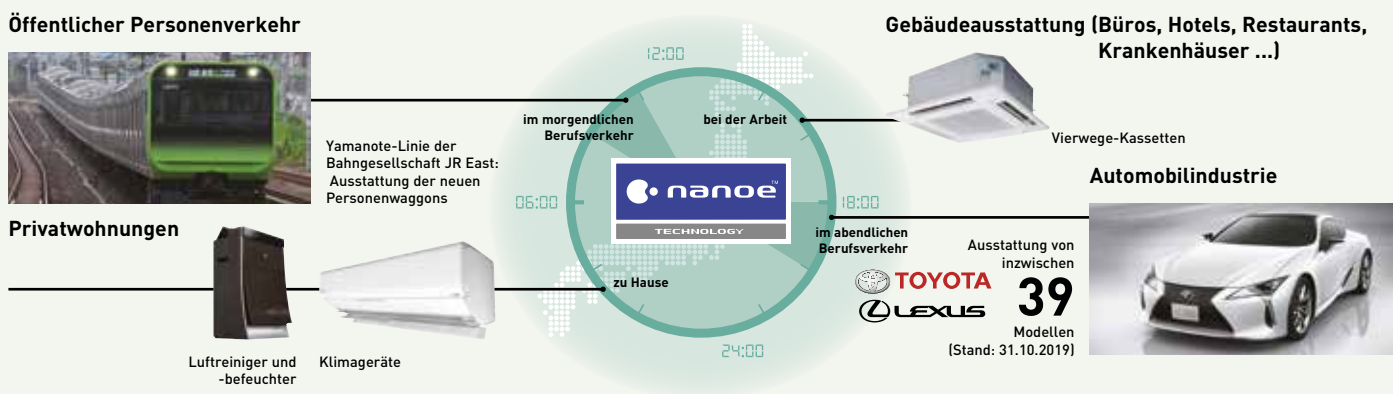 Öffentlicher Personenverkehr
Yamanote-Linie der
Bahngesellschaft JR East:
Ausstattung der neuen
Personenwaggons
Privatwohnungen
Luftreiniger und
-befeuchter
Klimageräte
12:00
im morgendlichen
Berufsverkehr
bei der Arbeit
06:00
nanoe™
TECHNOLOGY
18:00
im abendlichen
Berufsverkehr
zu Hause
24:00
Gebäudeausstattung (Büros, Hotels, Restaurants,
Krankenhäuser ...)
Vierwege-Kassetten
Automobilindustrie
Ausstattung von
inzwischen
TOYOTA
LEXUS
39
Modellen
(Stand: 31.10.2019)